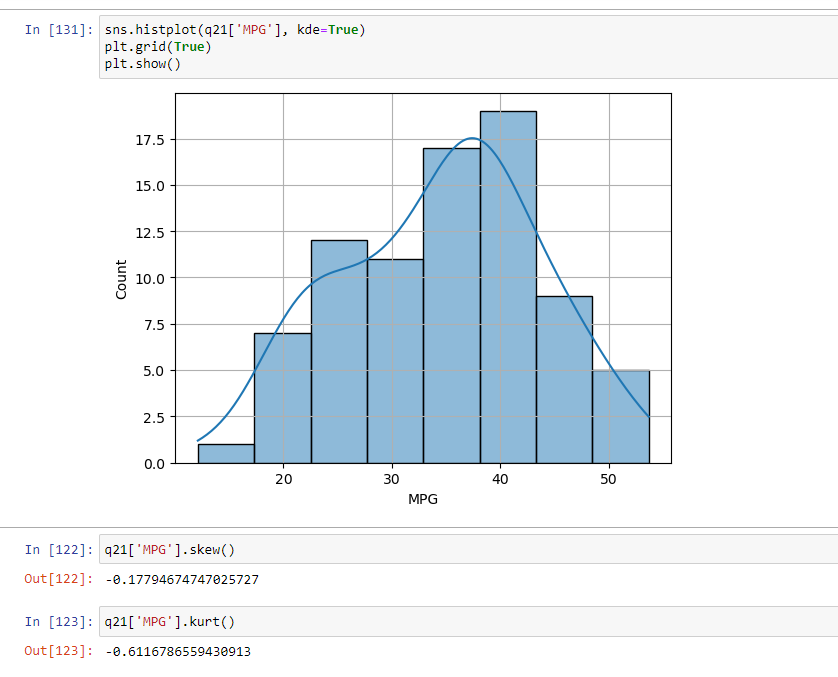 In [131]: sns.histplot(q21['MPG'], kde=True)
plt.grid(True)
plt.show()
17.5
15.0
12.5
10.0
7.5
5.0
2.5
0.0
Count
20 30 40 50
MPG
In [122]: q21['MPG'].skew()
Out[122]: -0.17794674747025727
In [123]: q21['MPG'].kurt()
Out[123]: -0.6116786559430913